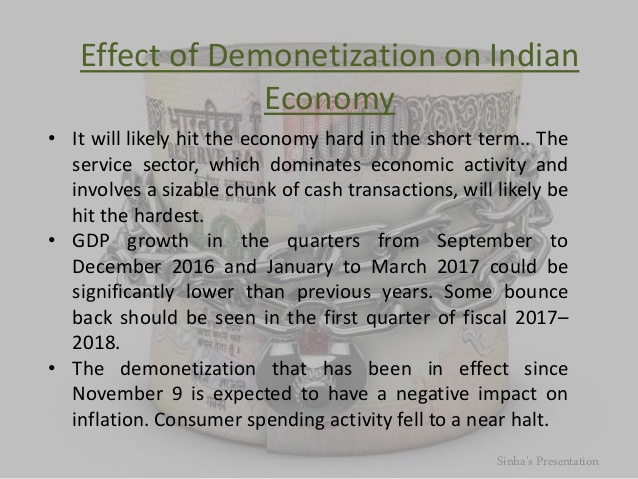 Effect of Demonetization on Indian
Economy
• It will likely hit the economy hard in the short term.. The
service sector, which dominates economic activity and
involves a sizable chunk of cash transactions, will likely be
hit the hardest.
• GDP growth in the quarters from September to
December 2016 and January to March 2017 could be
significantly lower than previous years. Some bounce
back should be seen in the first quarter of fiscal 2017–
2018.
• The demonetization that has been in effect since
November 9 is expected to have a negative impact on
inflation. Consumer spending activity fell to a near halt.
Sinha's Presentation